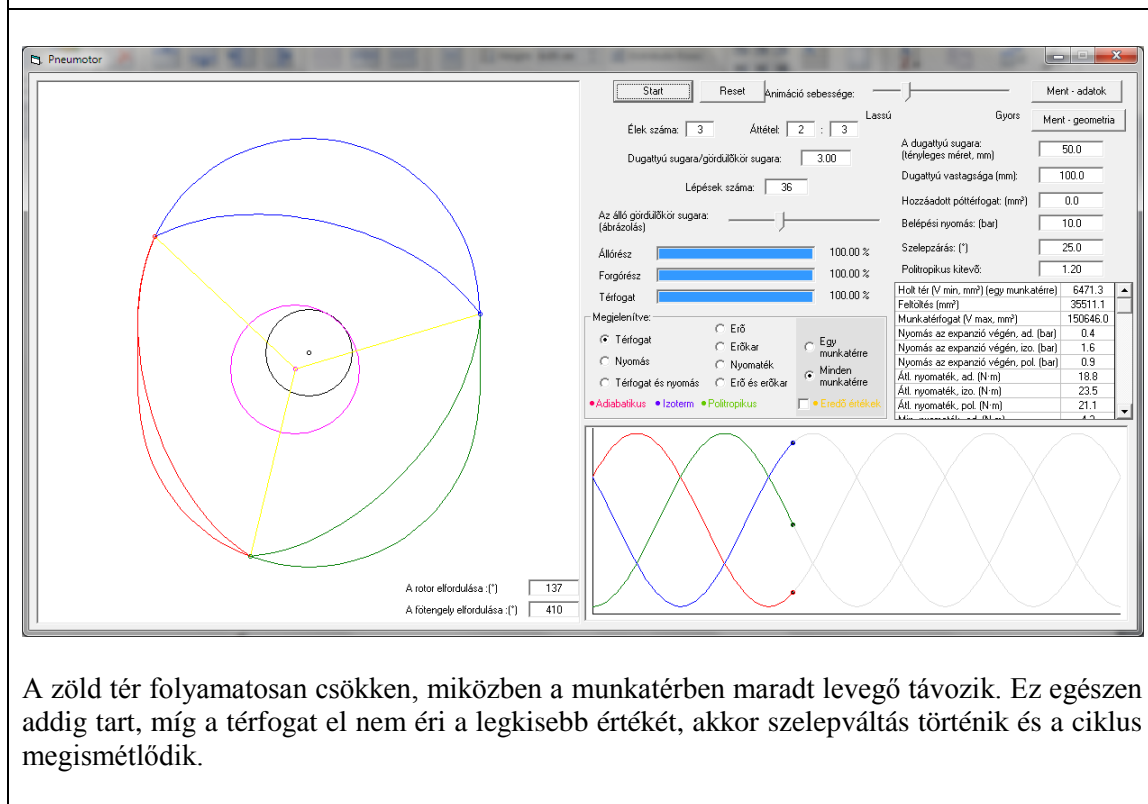 Pneumotor
Start
Reset
Animáció sebessége:
Lassú
Gyors
Ment - adatok
Ment - geometria
Élek száma: 3
Áttétel: 2 : 3
Dugattyú sugara/gördülőkör sugara: 3.00
Lépések száma: 36
Az álló gördülőkör sugara:
(ábrázolás)
Állórész 100.00 %
Forgórész 100.00 %
Térfogat 100.00 %
A dugattyú sugara:
(tényleges méret, mm) 50.0
Dugattyú vastagsága (mm): 100.0
Hozzáadott póttérfogat: (mm³) 0.0
Belépési nyomás: (bar) 10.0
Szelepzárás: (°) 25.0
Politropikus kitevő: 1.20
Megjelenítve:
Térfogat
Nyomás
Térfogat és nyomás
Erő
Erőkar
Nyomaték
Erő és erőkar
Egy
munkatérre
Minden
munkatérre
Adiabatikus Izoterm Politropikus
Eredő értékek
Holt tér (V min, mm³) (egy munkatérre) 6471.3
Feltöltés (mm³) 35511.1
Munkatérfogat (V max, mm³) 150646.0
Nyomás az expanzió végén, ad. (bar) 0.4
Nyomás az expanzió végén, izo. (bar) 1.6
Nyomás az expanzió végén, pol. (bar) 0.9
Átl. nyomaték, ad. (N·m) 18.8
Átl. nyomaték, izo. (N·m) 23.5
Átl. nyomaték, pol. (N·m) 21.1
A rotor elfordulása :(°) 137
A főtengely elfordulása :(°) 410
A zöld tér folyamatosan csökken, miközben a munkatérben maradt levegő távozik. Ez egészen
addig tart, míg a térfogat el nem éri a legkisebb értékét, akkor szelepváltás történik és a ciklus
megismétlődik.